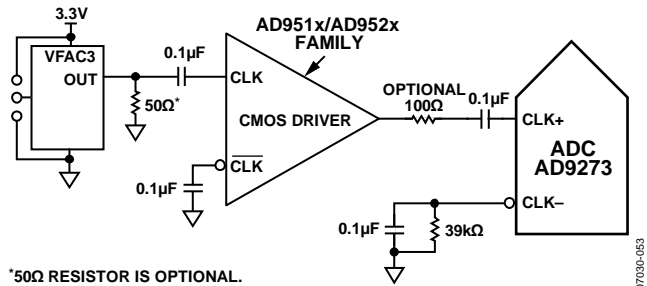 3.3V
VFAC3
OUT
50Ω*
0.1µF
CLK
AD951x/AD952x
FAMILY
CMOS DRIVER
CLK
0.1µF
OPTIONAL
100Ω
0.1µF
CLK+
ADC
AD9273
CLK–
0.1µF
39kΩ
*50Ω RESISTOR IS OPTIONAL.
07030-053